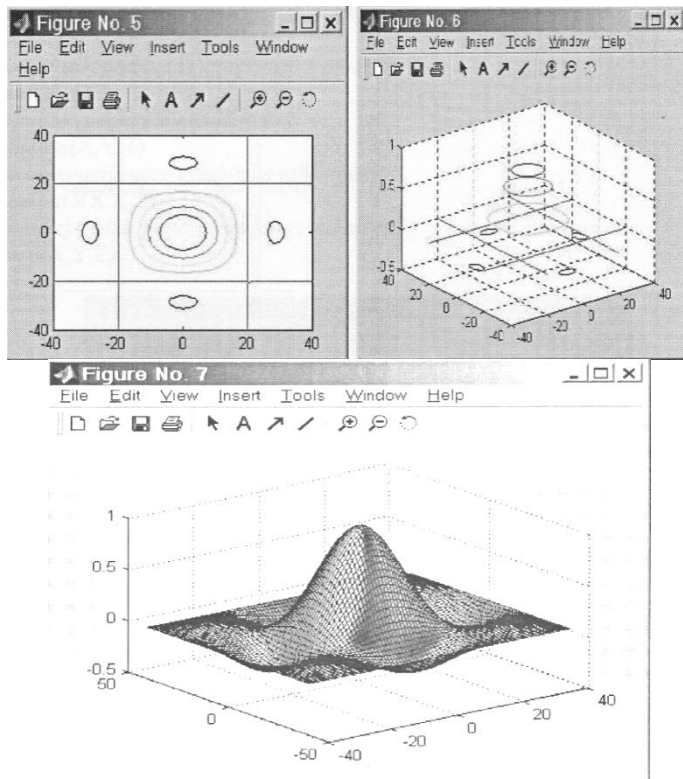 Figure No. 5
File Edit View Insert Tools Window
Help
A
40
20
0
-20
-40
-40 -20 0 20 40
Figure No. 6
File Edit View Insert Tools Window Help
A
1
0.5
0
-0.5
40 20 0 -20 -40 -40 -20 0 20 40
Figure No. 7
File Edit View Insert Tools Window Help
A
1
0.5
0
-0.5
50 0 -50 -40 -20 0 20 40